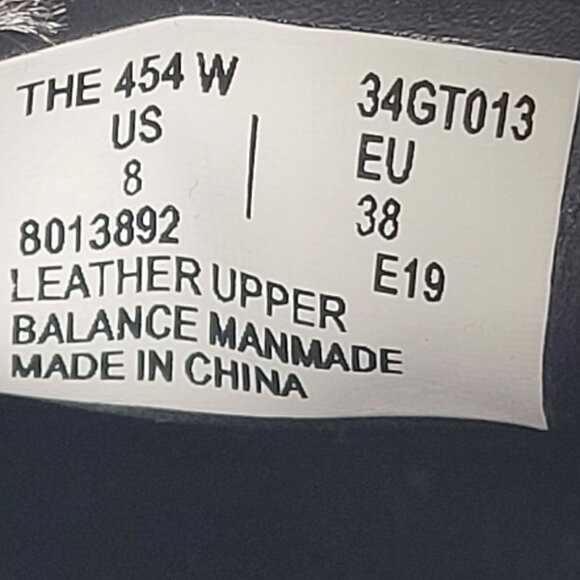 THE 454 W 34GT013
US | EU
8 38
8013892 E19
LEATHER UPPER
BALANCE MANMADE
MADE IN CHINA